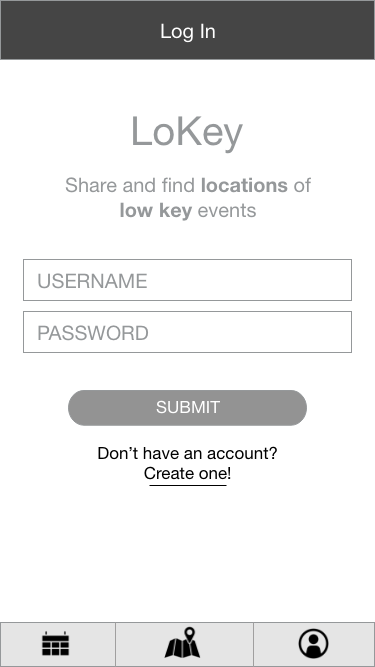 Log In
LoKey
Share and find locations of
low key events
USERNAME
PASSWORD
SUBMIT
Don’t have an account?
Create one!